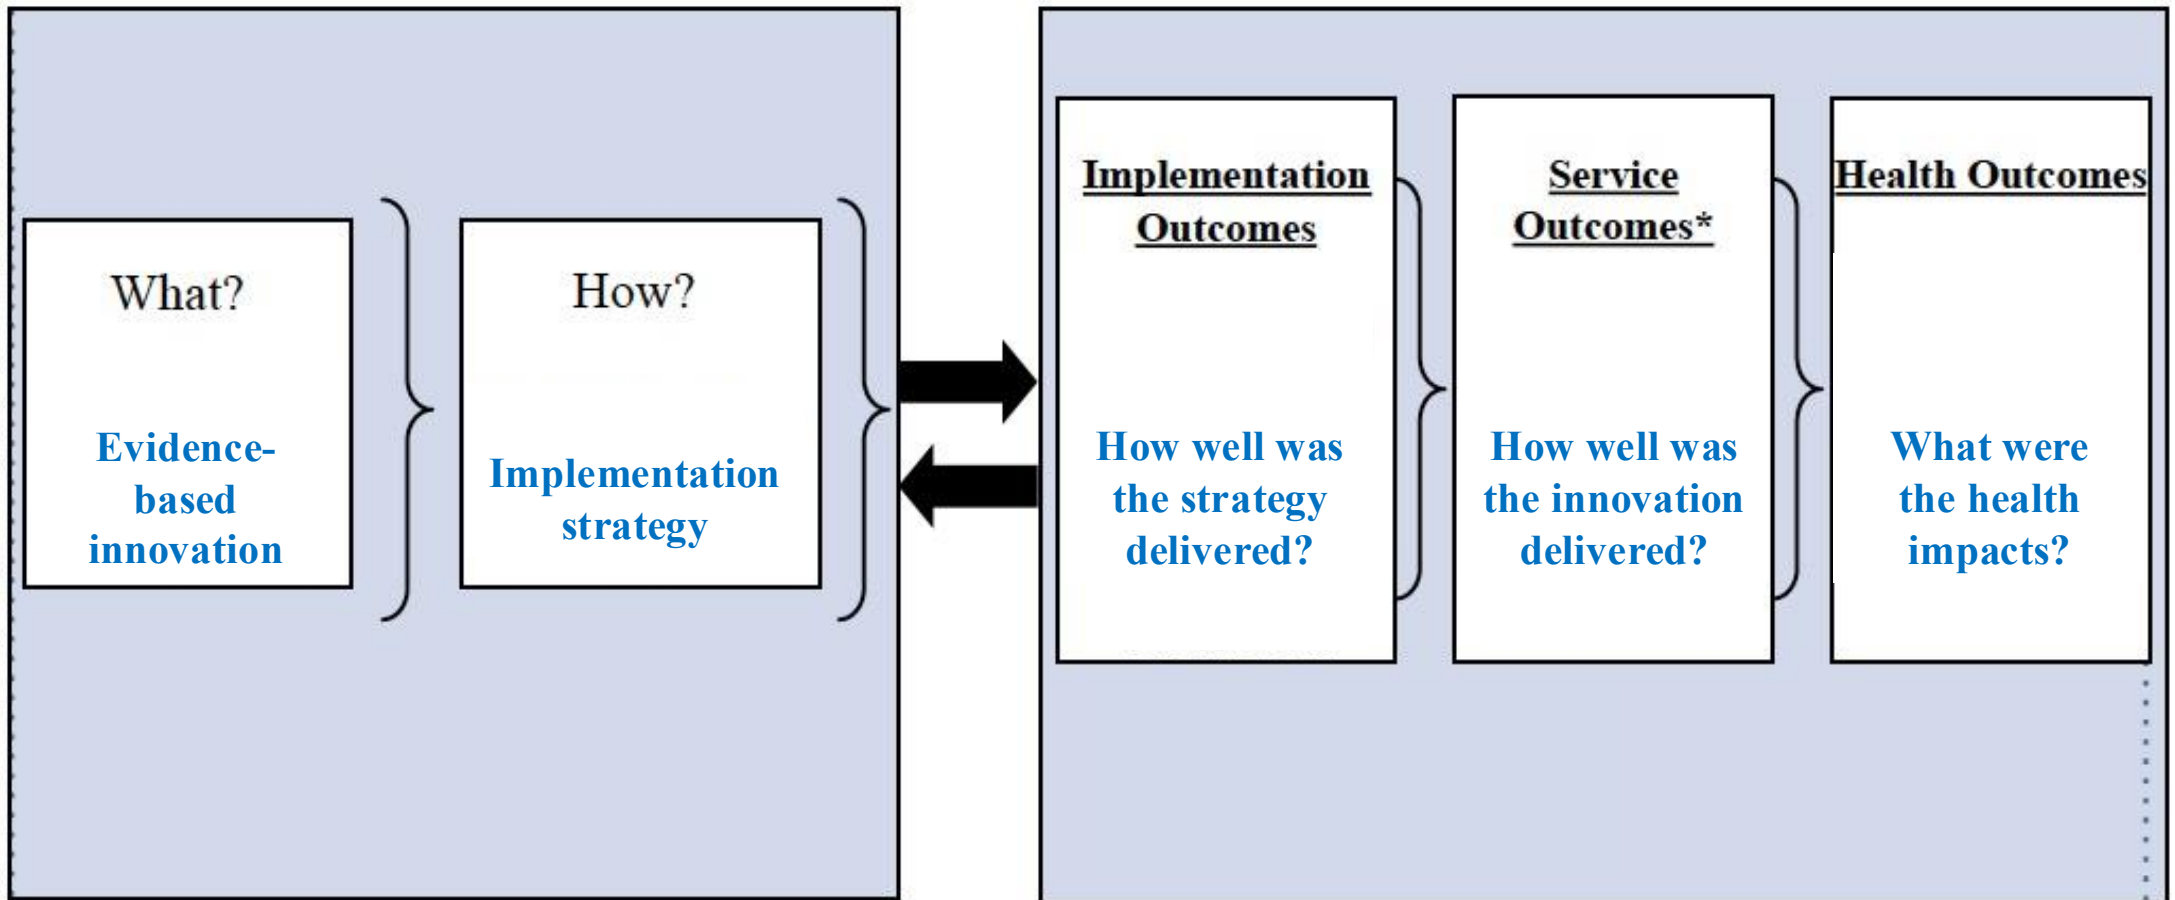 What?
Evidence-
based
innovation
How?
Implementation
strategy
Implementation
Outcomes
How well was
the strategy
delivered?
Service
Outcomes*
How well was
the innovation
delivered?
Health Outcomes
What were
the health
impacts?